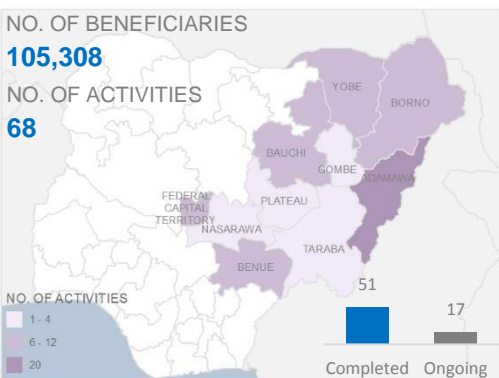 NO. OF BENEFICIARIES
105,308
NO. OF ACTIVITIES
68
YOBE
BORNO
BAUCHI
GOMBE
ADAMAWA
FEDERAL
CAPITAL
TERRITORY
PLATEAU
NASARAWA
TARABA
BENUE
NO. OF ACTIVITIES
1 - 4
6 - 12
20
51
17
Completed
Ongoing